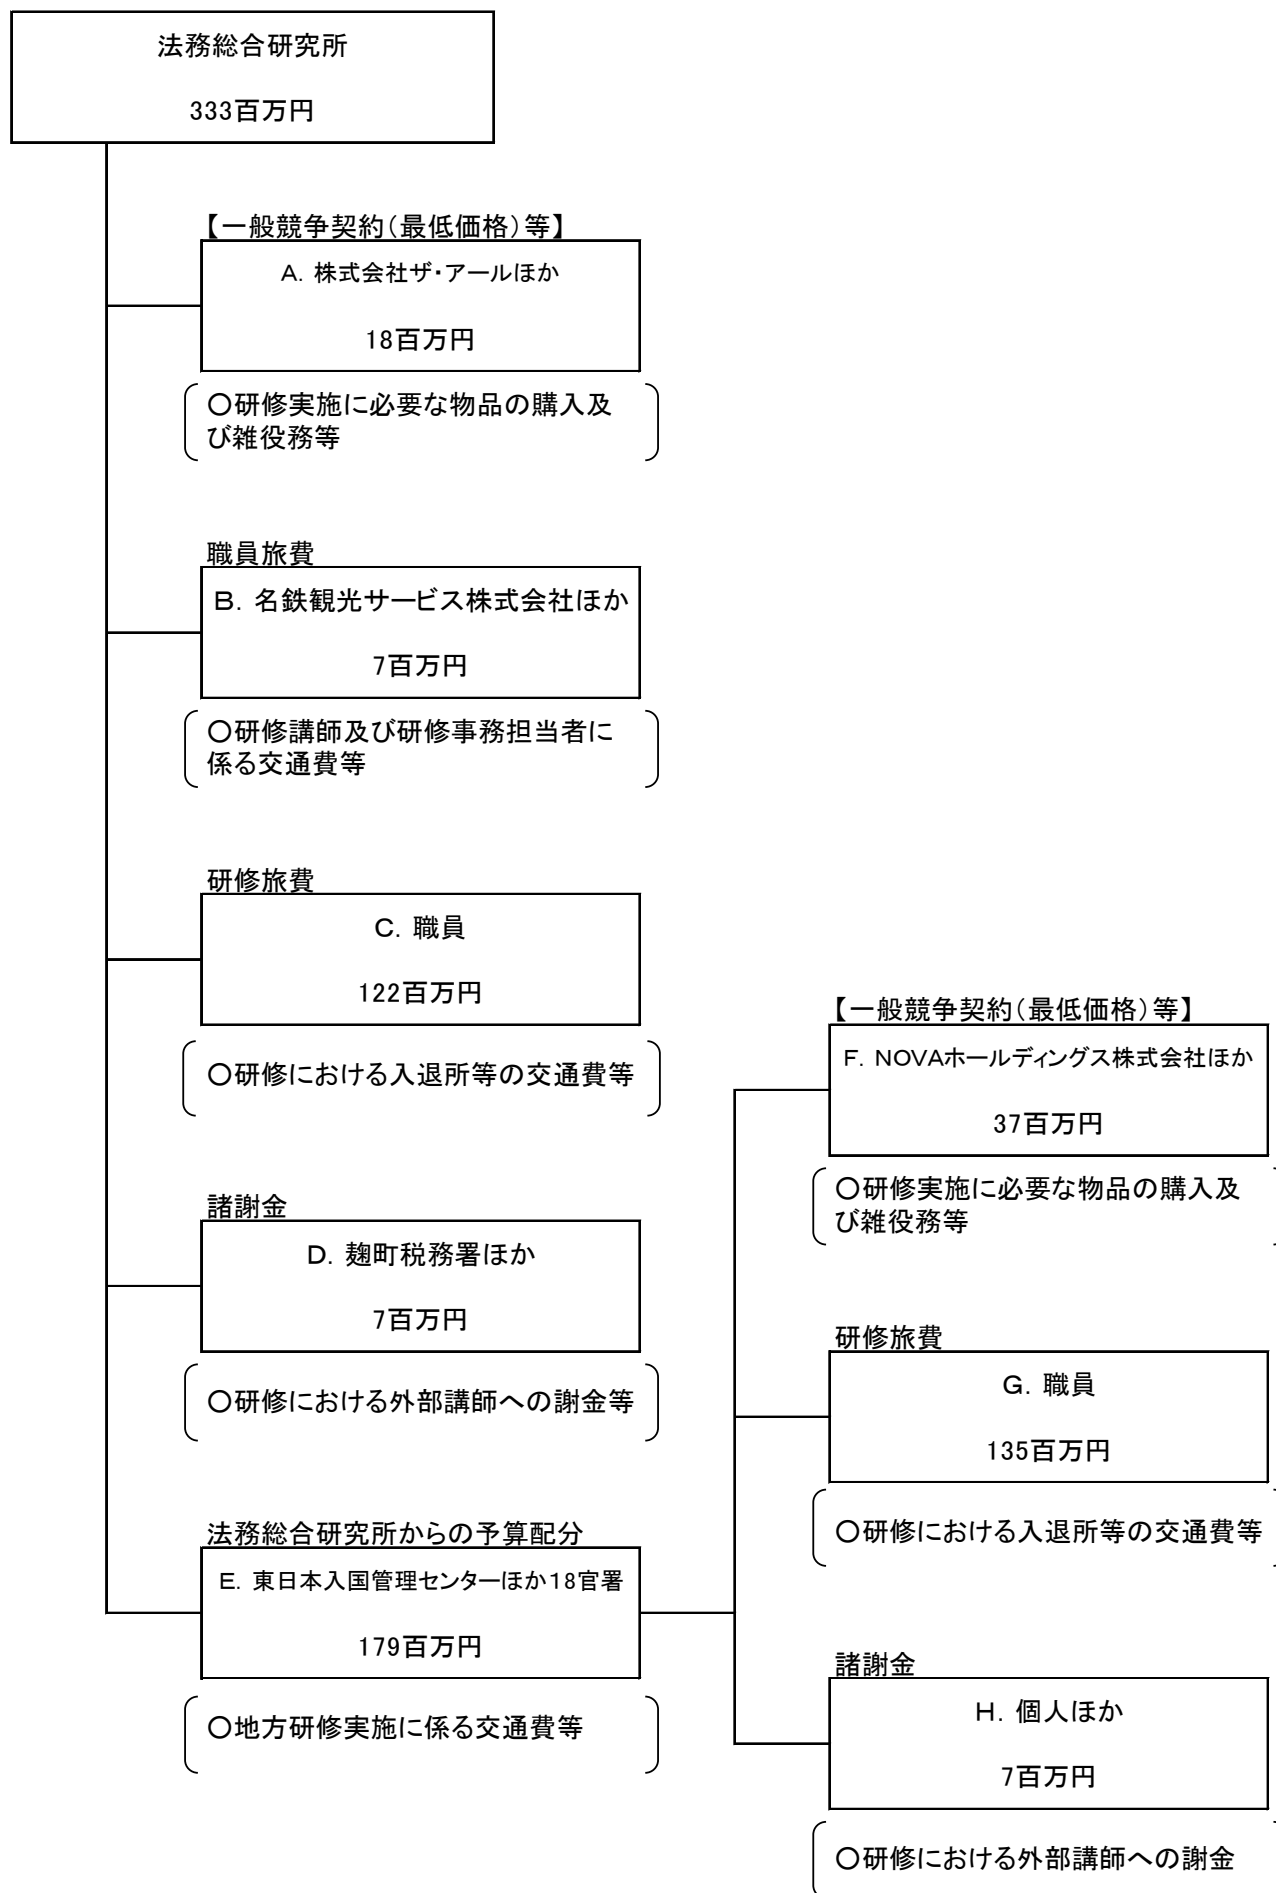 法務総合研究所
333百万円
【一般競争契約(最低価格)等】
A. 株式会社ザ・アールほか
18百万円
○研修実施に必要な物品の購入及
び雑役務等
職員旅費
B. 名鉄観光サービス株式会社ほか
7百万円
○研修講師及び研修事務担当者に
係る交通費等
研修旅費
C. 職員
122百万円
○研修における入退所等の交通費等
諸謝金
D. 麹町税務署ほか
7百万円
○研修における外部講師への謝金等
法務総合研究所からの予算配分
E. 東日本入国管理センターほか18官署
179百万円
○地方研修実施に係る交通費等
【一般競争契約(最低価格)等】
F. NOVAホールディングス株式会社ほか
37百万円
○研修実施に必要な物品の購入及
び雑役務等
研修旅費
G. 職員
135百万円
○研修における入退所等の交通費等
諸謝金
H. 個人ほか
7百万円
○研修における外部講師への謝金